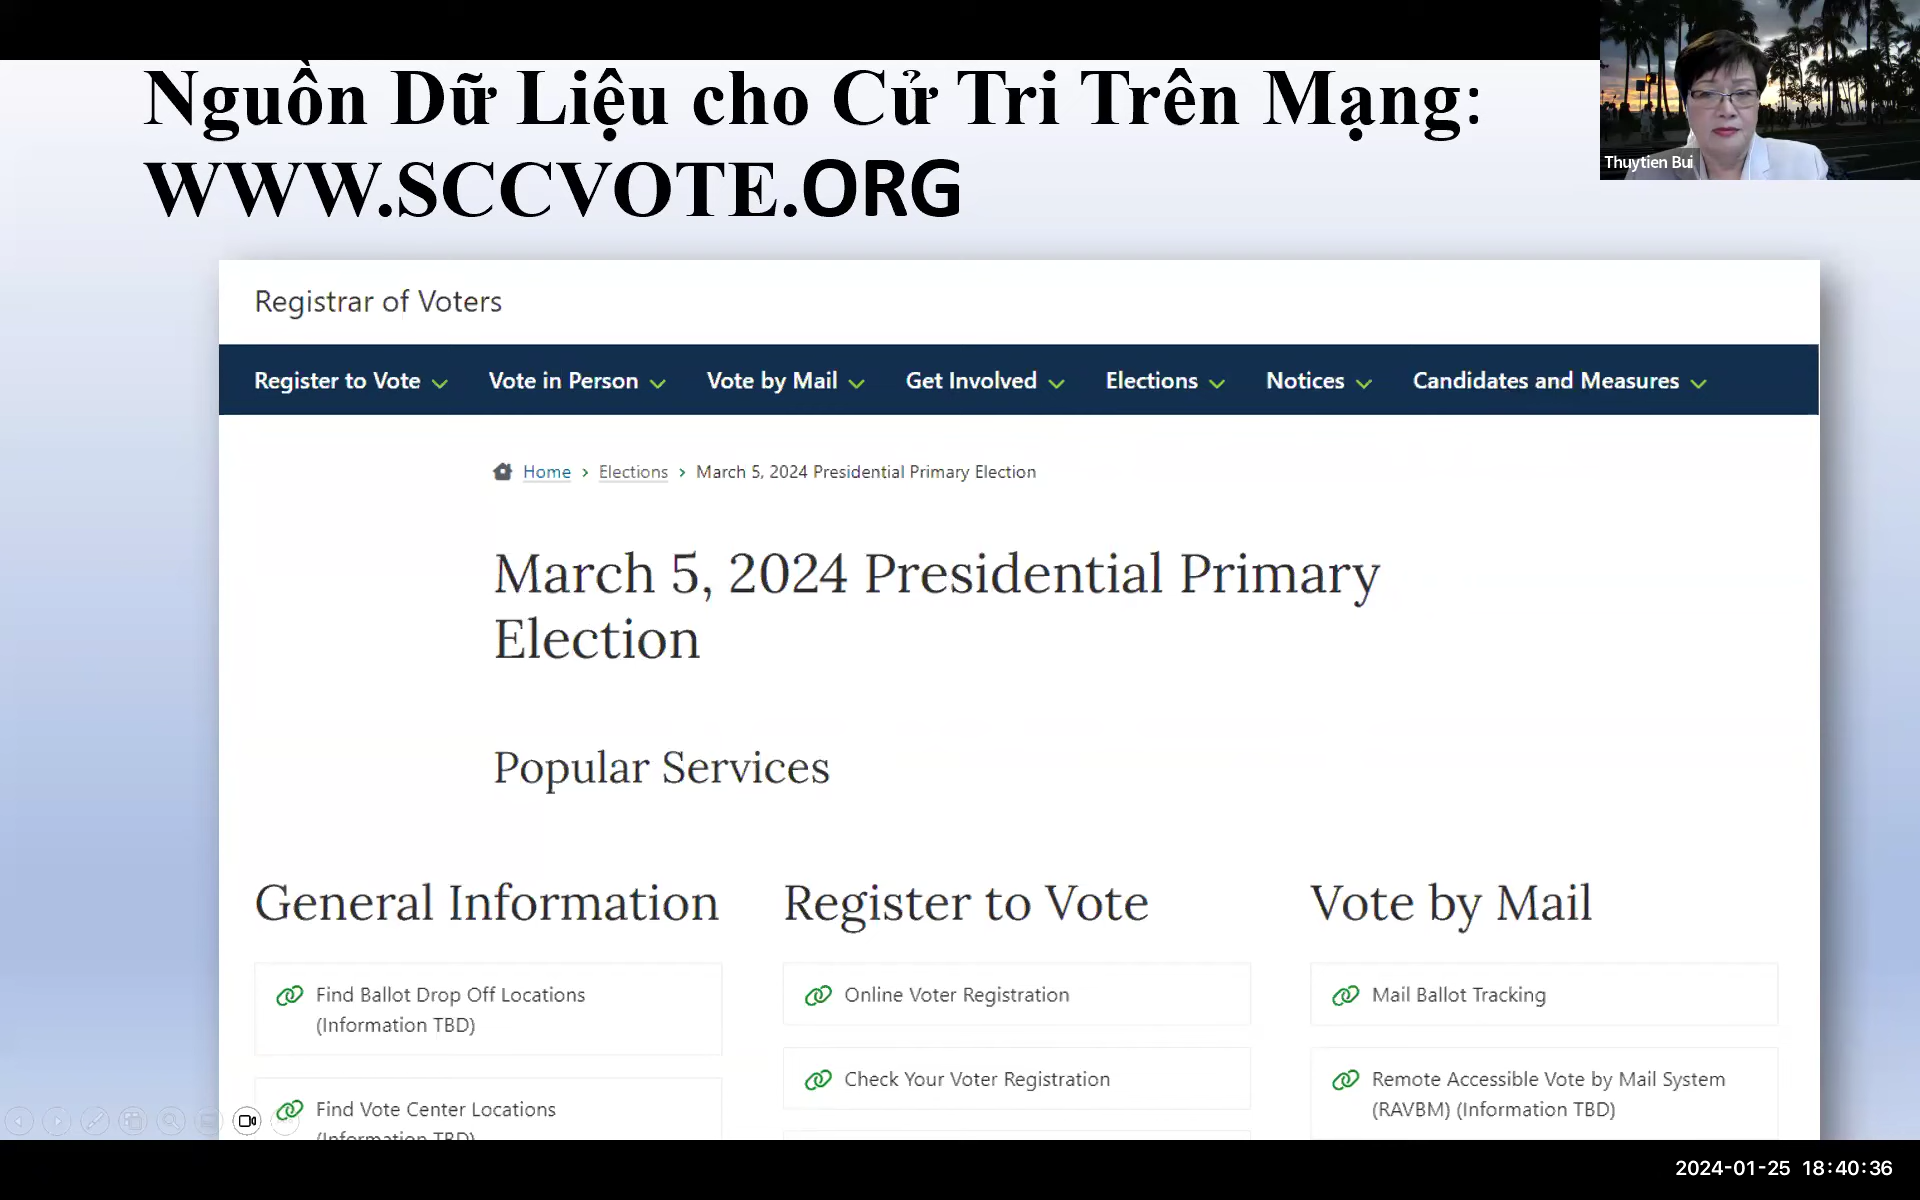 Nguồn Dữ Liệu cho Cử Tri Trên Mạng:
WWW.SCCVOTE.ORG
Thuytien Bui
Registrar of Voters
Register to Vote Vote in Person Vote by Mail Get Involved Elections Notices Candidates and Measures
Home > Elections > March 5, 2024 Presidential Primary Election
March 5, 2024 Presidential Primary
Election
Popular Services
General Information
Find Ballot Drop Off Locations
(Information TBD)
Find Vote Center Locations
(Information TBD)
Register to Vote
Online Voter Registration
Check Your Voter Registration
Vote by Mail
Mail Ballot Tracking
Remote Accessible Vote by Mail System
(RAVBM) (Information TBD)
2024-01-25 18:40:36